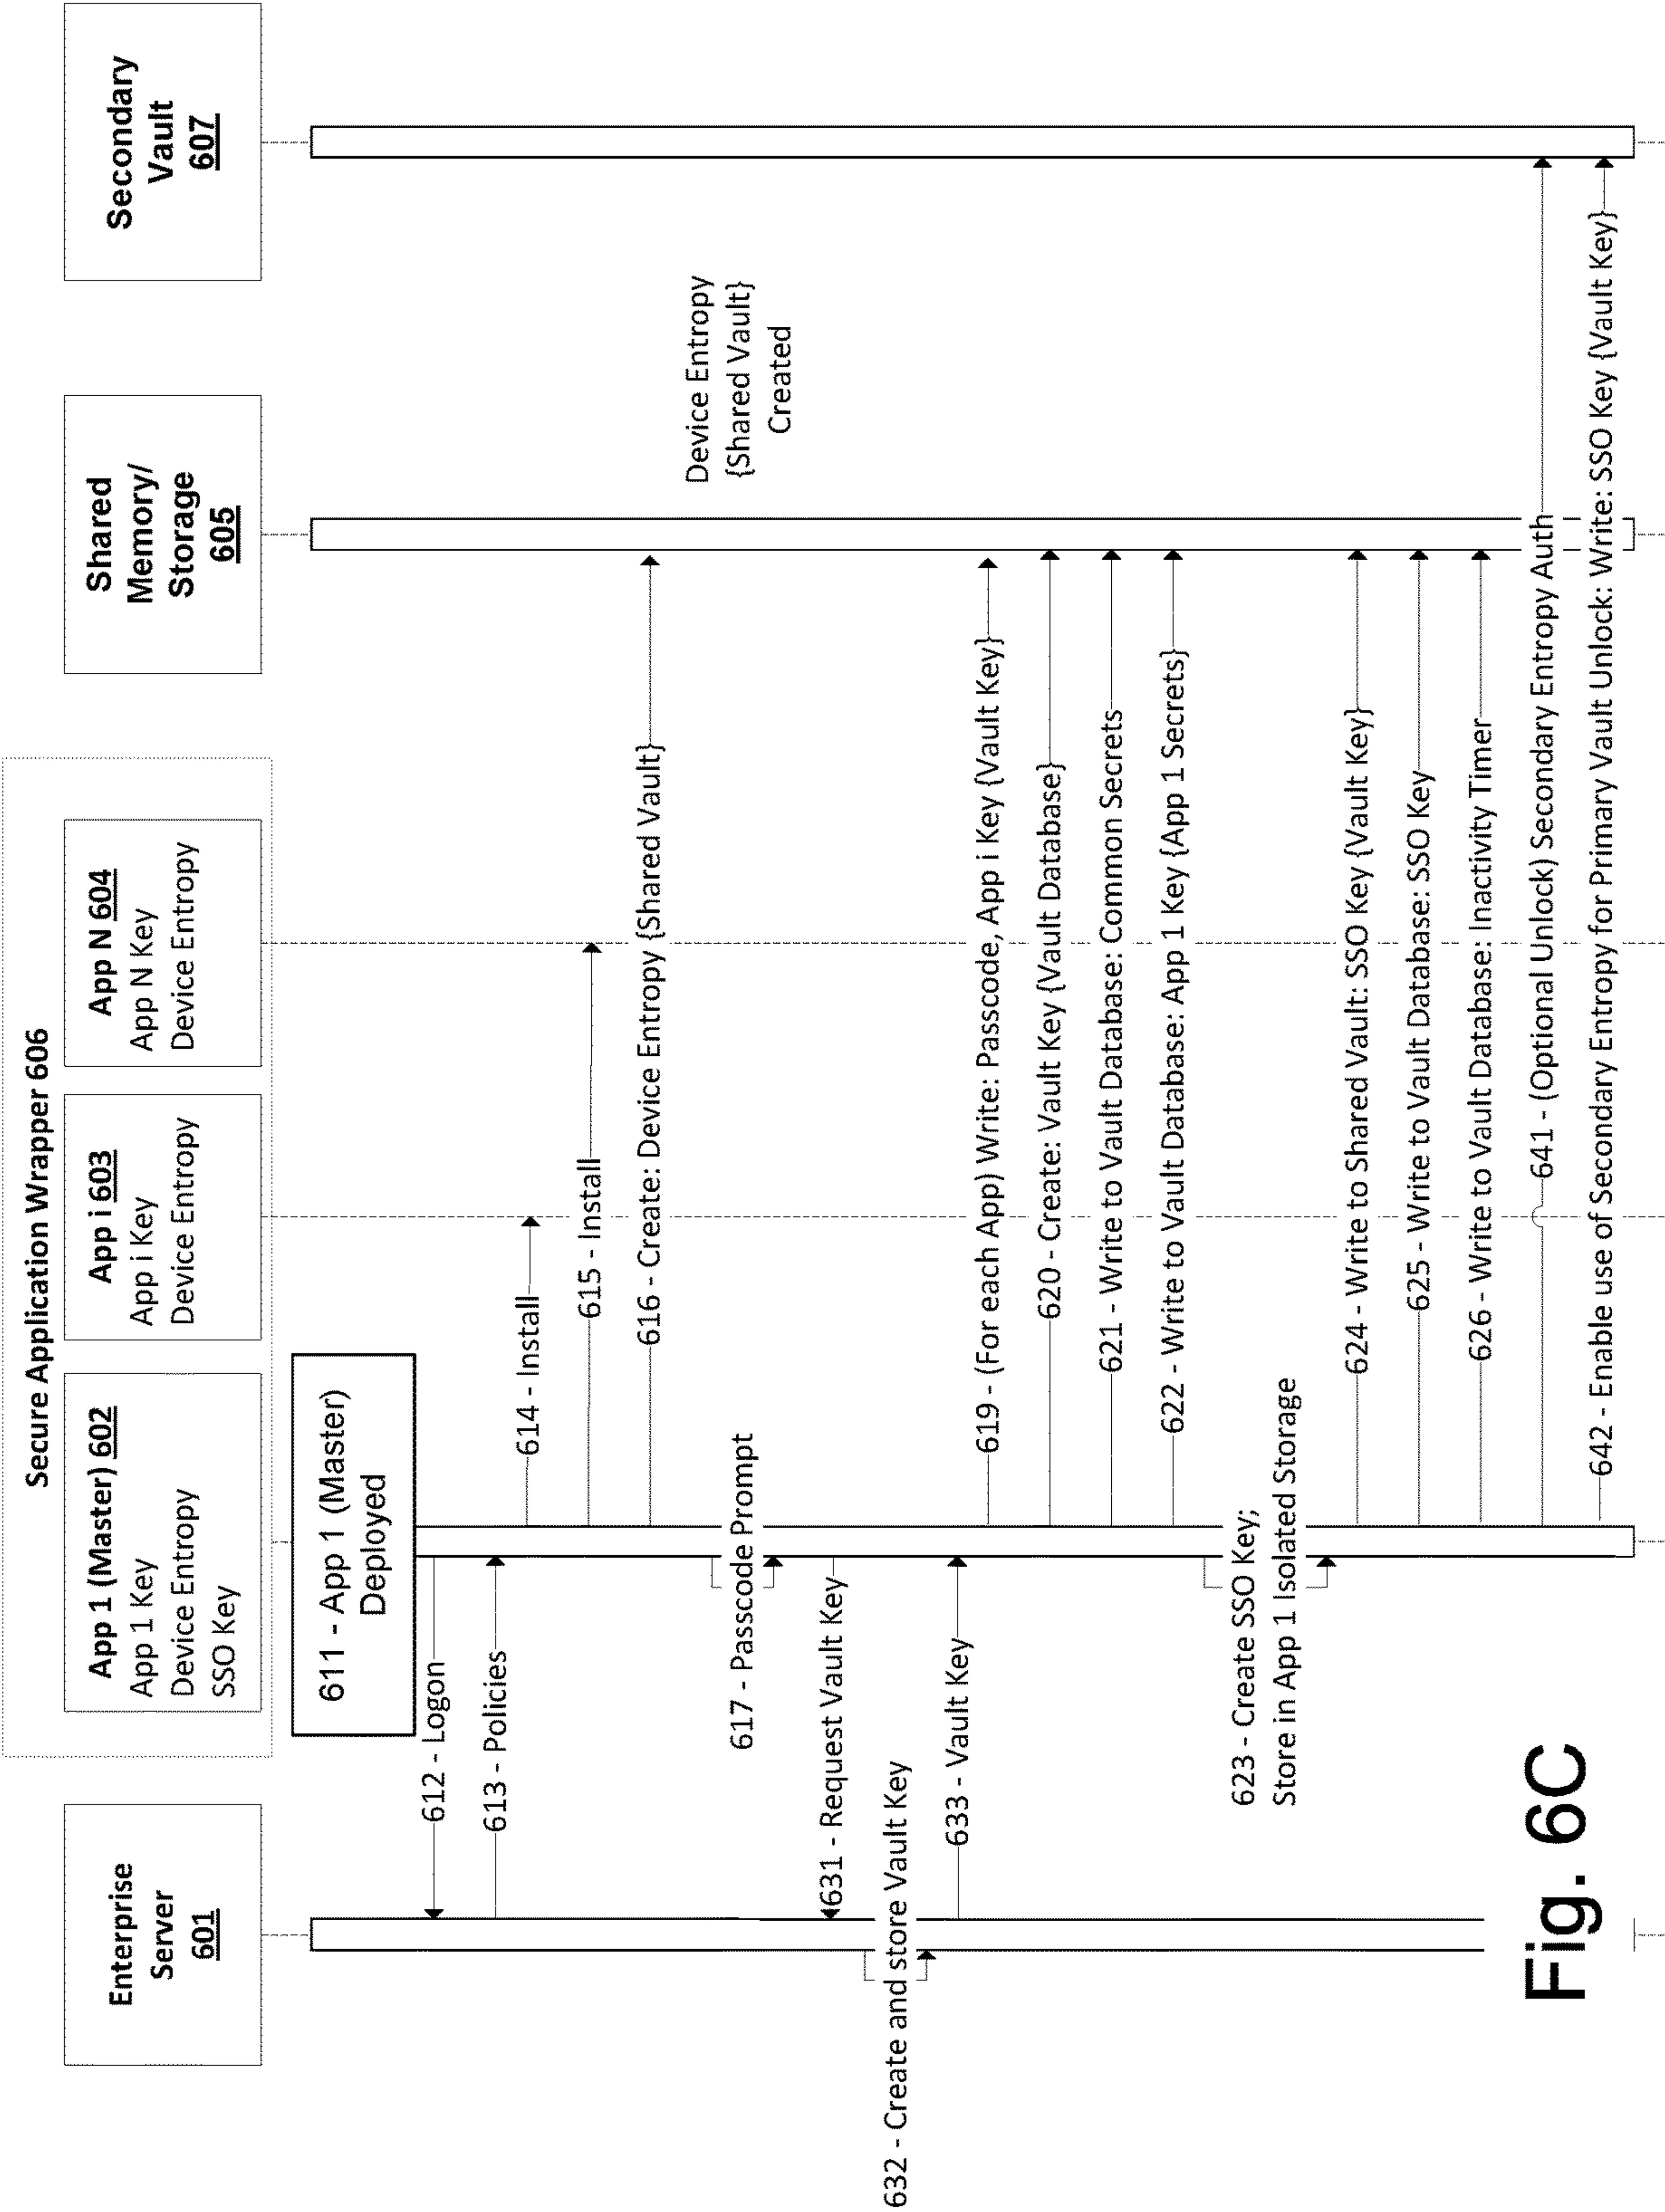 Secure Application Wrapper 606
Enterprise
Server
601
App 1 (Master) 602
App 1 Key
Device Entropy
SSO Key
App i 603
App i Key
Device Entropy
App N 604
App N Key
Device Entropy
Shared
Memory/
Storage
605
Secondary
Vault
607
611 - App 1 (Master)
Deployed
612 - Logon
613 - Policies
614 - Install
615 - Install
616 - Create: Device Entropy {Shared Vault}
Device Entropy
{Shared Vault}
Created
617 - Passcode Prompt
631 - Request Vault Key
632 - Create and store Vault Key
633 - Vault Key
619 - (For each App) Write: Passcode, App i Key {Vault Key}
620 - Create: Vault Key {Vault Database}
621 - Write to Vault Database: Common Secrets
622 - Write to Vault Database: App 1 Key {App 1 Secrets}
623 - Create SSO Key;
Store in App 1 Isolated Storage
624 - Write to Shared Vault: SSO Key {Vault Key}
625 - Write to Vault Database: SSO Key
626 - Write to Vault Database: Inactivity Timer
641 - (Optional Unlock) Secondary Entropy Auth
642 - Enable use of Secondary Entropy for Primary Vault Unlock: Write: SSO Key {Vault Key}
Fig. 6C